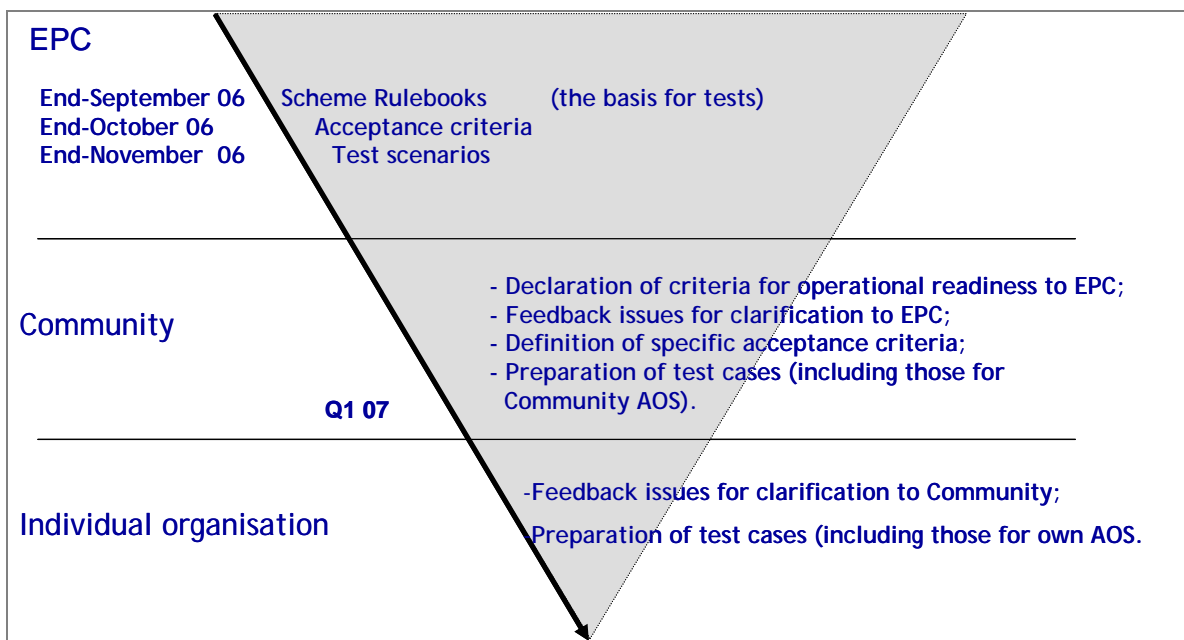 EPC
End-September 06 Scheme Rulebooks (the basis for tests)
End-October 06 Acceptance criteria
End-November 06 Test scenarios
Community
- Declaration of criteria for operational readiness to EPC;
- Feedback issues for clarification to EPC;
- Definition of specific acceptance criteria;
- Preparation of test cases (including those for
Community AOS).
Q1 07
Individual organisation
-Feedback issues for clarification to Community;
-Preparation of test cases (including those for own AOS.